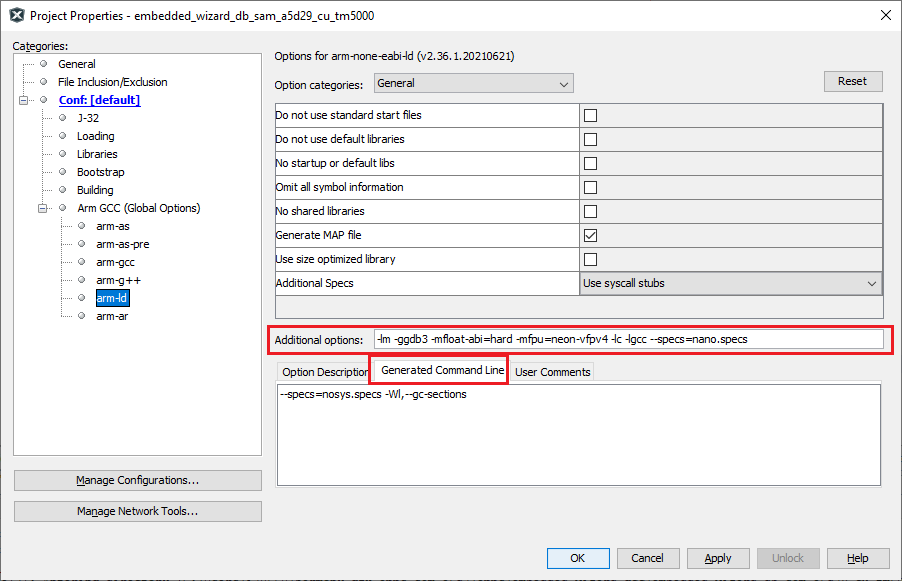 Project Properties - embedded_wizard_db_sam_a5d29_cu_tm5000
Categories:
General
File Inclusion/Exclusion
Conf: [default]
J-32
Loading
Libraries
Bootstrap
Building
Arm GCC (Global Options)
arm-as
arm-as-pre
arm-gcc
arm-g++
arm-ld
arm-ar
Manage Configurations...
Manage Network Tools...
Options for arm-none-eabi-ld (v2.36.1.20210621)
Option categories: General Reset
Do not use standard start files
Do not use default libraries
No startup or default libs
Omit all symbol information
No shared libraries
Generate MAP file
Use size optimized library
Additional Specs Use syscall stubs
Additional options: -lm -ggdb3 -mfloat-abi=hard -mfpu=neon-vfpv4 -lc -lgcc --specs=nano.specs
Option Description Generated Command Line User Comments
--specs=nosys.specs -Wl,--gc-sections
OK Cancel Apply Unlock Help